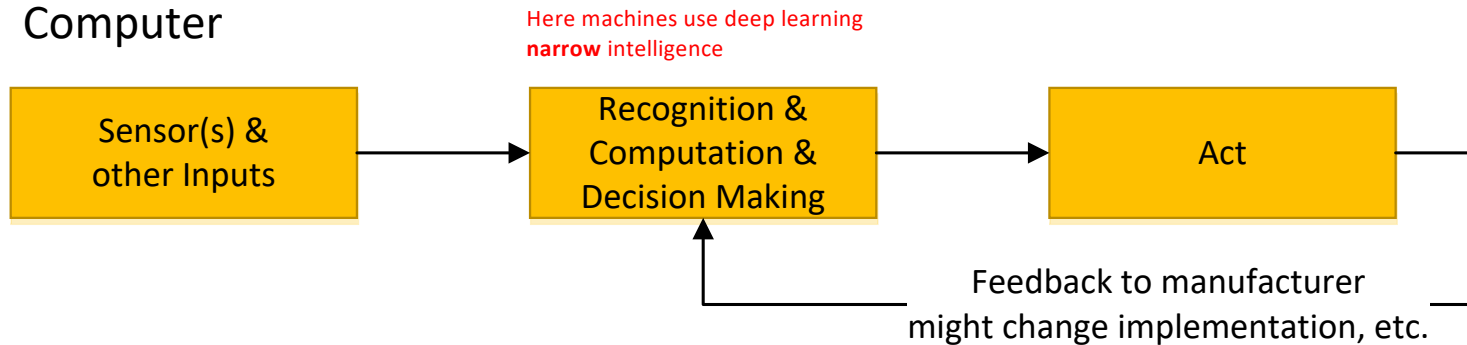 Computer
Here machines use deep learning
narrow intelligence
Sensor(s) &
other Inputs
Recognition &
Computation &
Decision Making
Act
Feedback to manufacturer
might change implementation, etc.